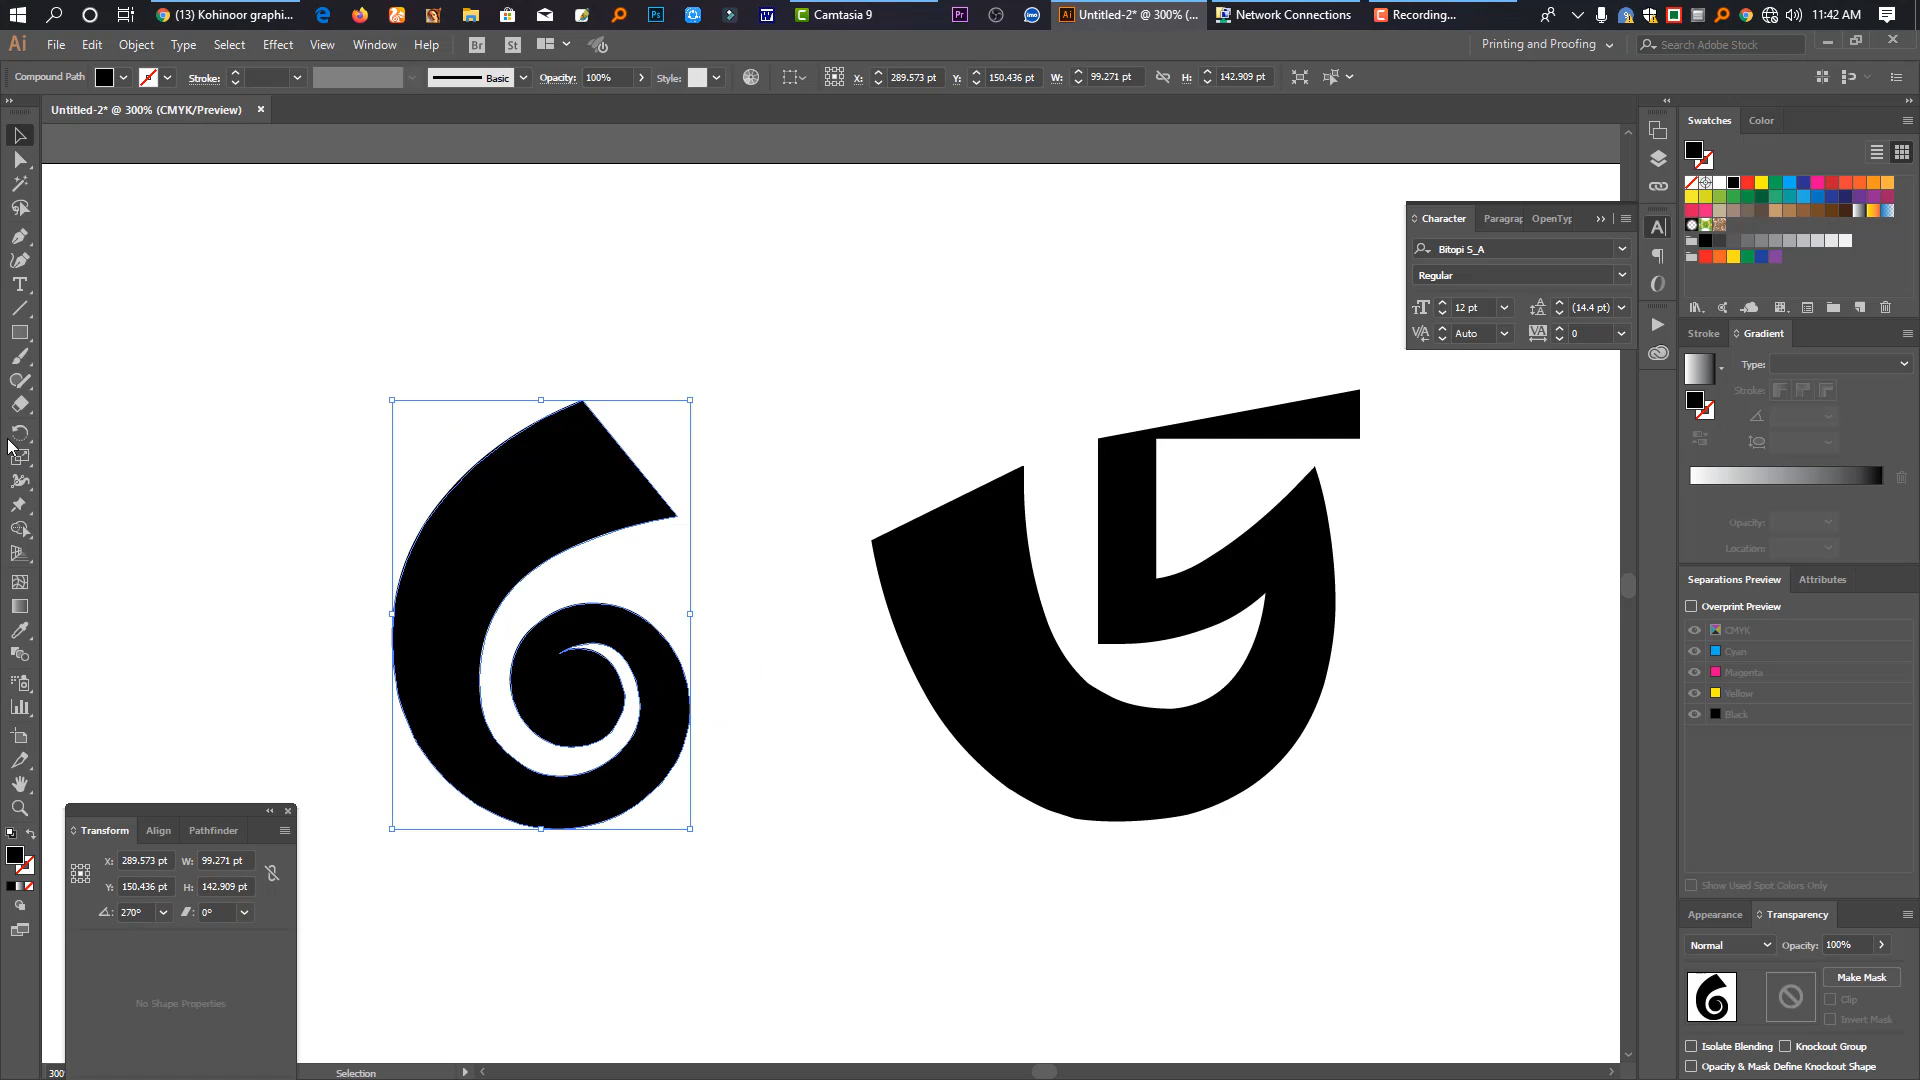 (13) Kohinoor graphi...
Camtasia 9
Untitled-2* @ 300% (...
Network Connections
Recording...
11:42 AM
Ai File Edit Object Type Select Effect View Window Help
Br St
Printing and Proofing
Search Adobe Stock
Compound Path
Stroke:
Basic
Opacity: 100%
Style:
X: 289.573 pt
Y: 150.436 pt
W: 99.271 pt
H: 142.909 pt
Untitled-2* @ 300% (CMYK/Preview)
Swatches Color
Character Paragrap OpenTyp
Bitopi S_A
Regular
12 pt (14.4 pt)
Auto 0
Stroke Gradient
Type:
Stroke:
Opacity:
Location:
Separations Preview Attributes
Overprint Preview
CMYK
Cyan
Magenta
Yellow
Black
Show Used Spot Colors Only
Transform Align Pathfinder
X: 289.573 pt W: 99.271 pt
Y: 150.436 pt H: 142.909 pt
270° 0°
No Shape Properties
Appearance Transparency
Normal Opacity: 100%
Make Mask
Clip
Invert Mask
Isolate Blending Knockout Group
Opacity & Mask Define Knockout Shape
300
Selection